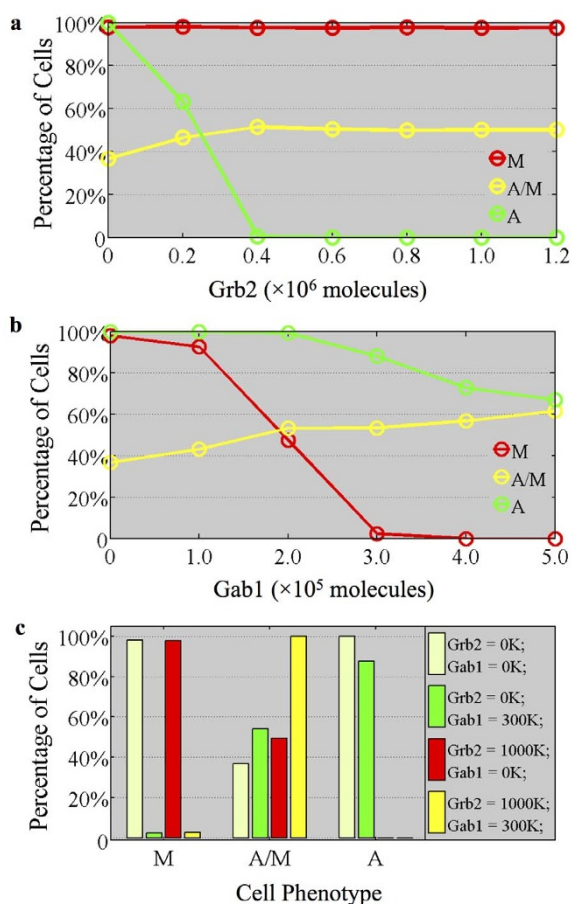 a
100%
80%
60%
40%
20%
0
Percentage of Cells
M
A/M
A
0 0.2 0.4 0.6 0.8 1.0 1.2
Grb2 (×10⁶ molecules)
b
100%
80%
60%
40%
20%
0
Percentage of Cells
M
A/M
A
0 1.0 2.0 3.0 4.0 5.0
Gab1 (×10⁵ molecules)
c
100%
80%
60%
40%
20%
0
Percentage of Cells
Grb2 = 0K;
Gab1 = 0K;
Grb2 = 0K;
Gab1 = 300K;
Grb2 = 1000K;
Gab1 = 0K;
Grb2 = 1000K;
Gab1 = 300K;
M A/M A
Cell Phenotype